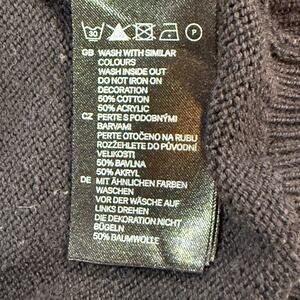 30 P
GB WASH WITH SIMILAR
COLOURS
WASH INSIDE OUT
DO NOT IRON ON
DECORATION
50% COTTON
50% ACRYLIC
CZ PERTE S PODOBNÝMI
BARVAMI
PERTE OTOČENO NA RUBU
ROZŽEHLETE DO PŮVODNÍ
VELIKOSTI
50% BAVLNA
50% AKRYL
DE MIT ÄHNLICHEN FARBEN
WASCHEN
VOR DER WÄSCHE AUF
LINKS DREHEN
DIE DEKORATION NICHT
BÜGELN
50% BAUMWOLLE